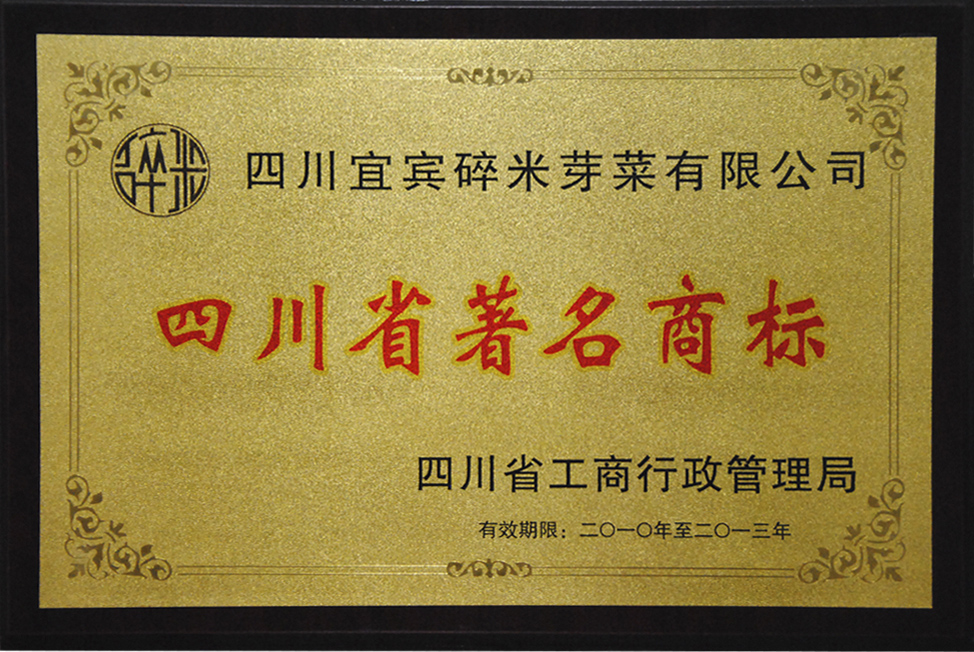 碎米
四川宜宾碎米芽菜有限公司
四川省著名商标
四川省工商行政管理局
有效期限：二〇一〇年至二〇一三年